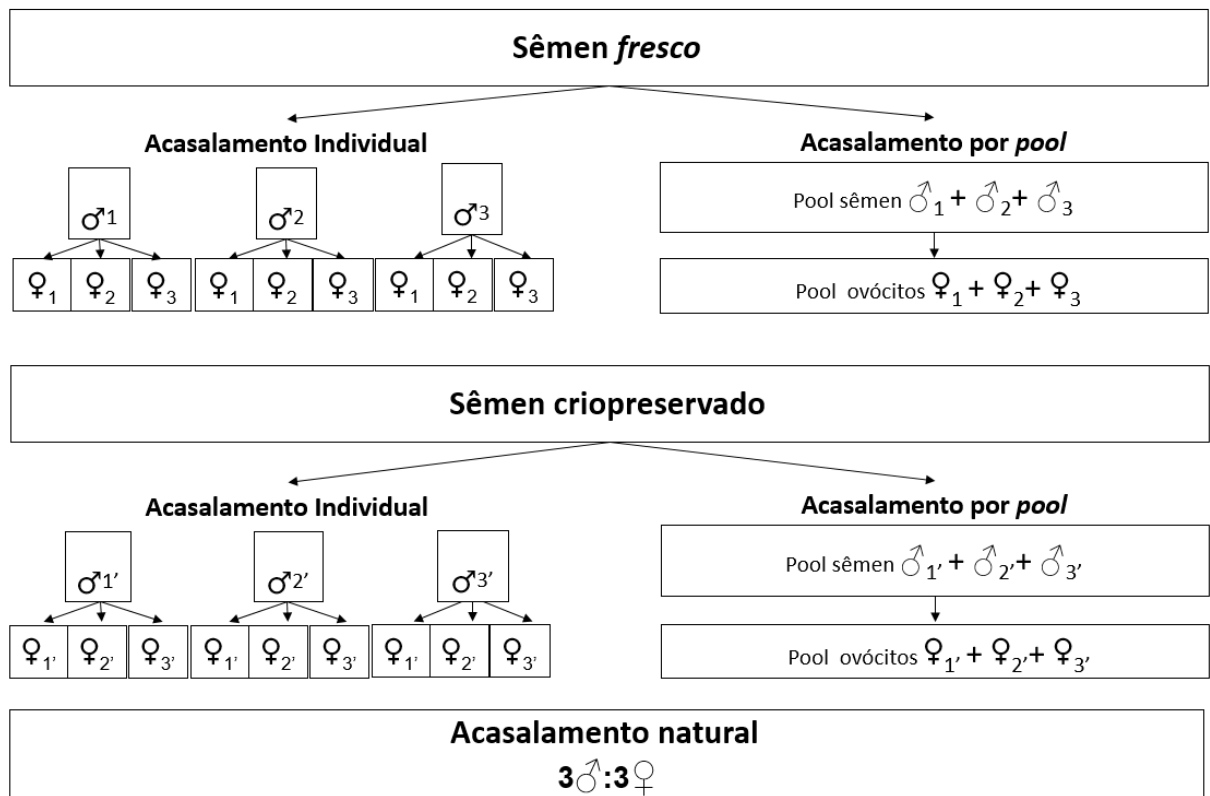 Sêmen fresco
Acasalamento Individual
Acasalamento por pool
♂1 ♂2 ♂3
♀1 ♀2 ♀3 ♀1 ♀2 ♀3 ♀1 ♀2 ♀3
Pool sêmen ♂1 + ♂2 + ♂3
Pool ovócitos ♀1 + ♀2 + ♀3
Sêmen criopreservado
Acasalamento Individual
Acasalamento por pool
♂1' ♂2' ♂3'
♀1' ♀2' ♀3' ♀1' ♀2' ♀3' ♀1' ♀2' ♀3'
Pool sêmen ♂1' + ♂2' + ♂3'
Pool ovócitos ♀1' + ♀2' + ♀3'
Acasalamento natural
3♂:3♀